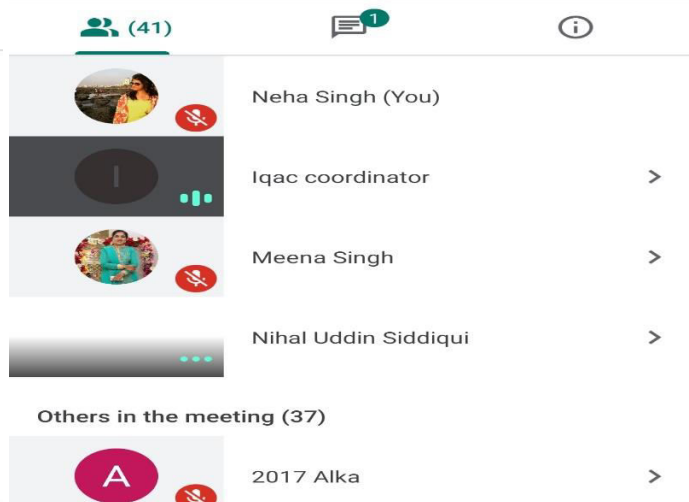 (41)
1
Neha Singh (You)
I
Iqac coordinator
Meena Singh
Nihal Uddin Siddiqui
Others in the meeting (37)
A
2017 Alka